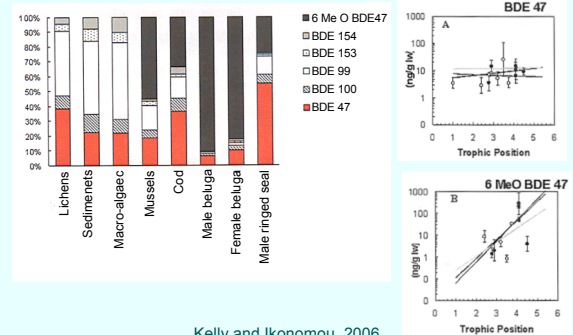 100%
90%
80%
70%
60%
50%
40%
30%
20%
10%
0%
Lichens
Sedimenets
Macro-algaec
Mussels
Cod
Male beluga
Female beluga
Male ringed seal
6 Me O BDE47
BDE 154
BDE 153
BDE 99
BDE 100
BDE 47
BDE 47
A
(ng/g lw)
1000
100
10
1
0
0 1 2 3 4 5 6
Trophic Position
6 MeO BDE 47
B
(ng/g lw)
1000
100
10
1
0
0 1 2 3 4 5 6
Trophic Position
Kelly and Ikonomou, 2006